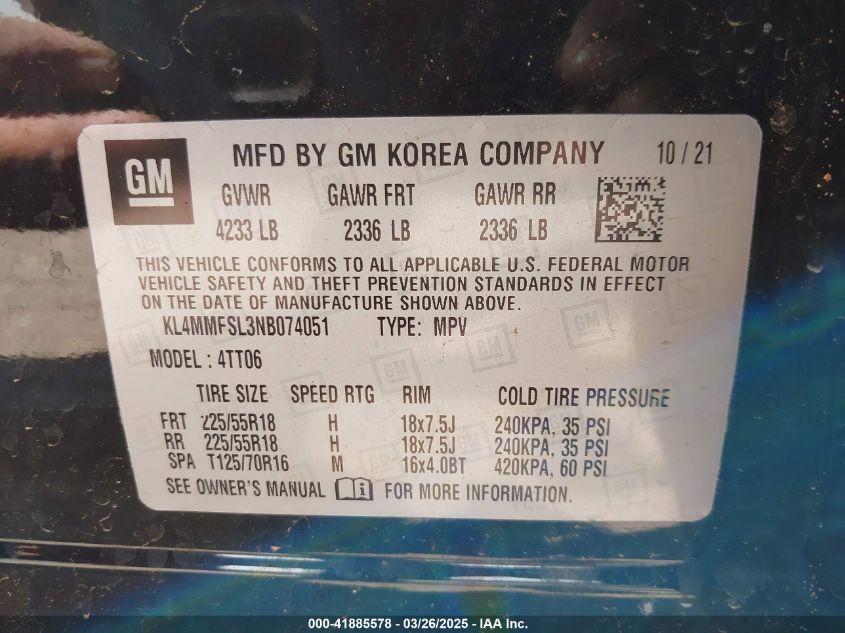 GM MFD BY GM KOREA COMPANY 10 / 21
GVWR GAWR FRT GAWR RR
4233 LB 2336 LB 2336 LB
THIS VEHICLE CONFORMS TO ALL APPLICABLE U.S. FEDERAL MOTOR
VEHICLE SAFETY AND THEFT PREVENTION STANDARDS IN EFFECT
ON THE DATE OF MANUFACTURE SHOWN ABOVE.
KL4MMFSL3NB074051 TYPE: MPV
MODEL : 4TT06
TIRE SIZE SPEED RTG RIM COLD TIRE PRESSURE
FRT 225/55R18 H 18x7.5J 240KPA, 35 PSI
RR 225/55R18 H 18x7.5J 240KPA, 35 PSI
SPA T125/70R16 M 16x4.0BT 420KPA, 60 PSI
SEE OWNER'S MANUAL FOR MORE INFORMATION.
000-41885578 - 03/26/2025 - IAA Inc.